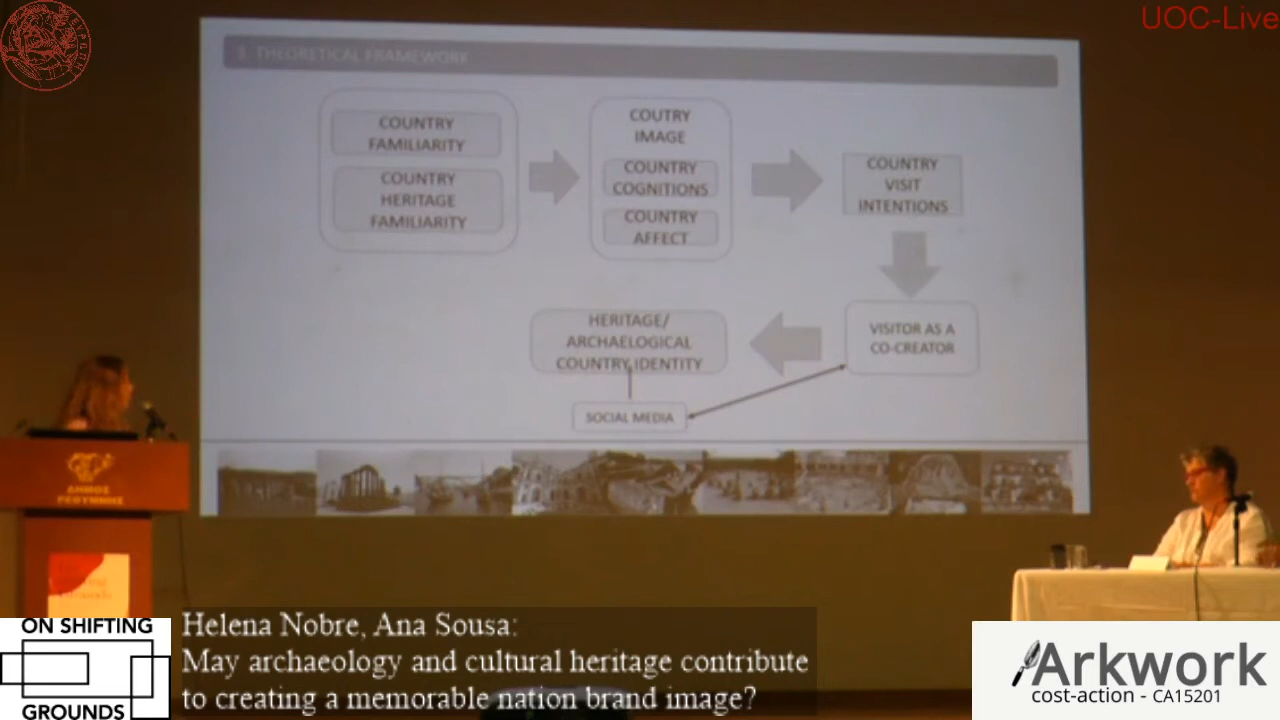 UOC-Live
3. THEORETICAL FRAMEWORK
COUNTRY
FAMILIARITY
COUNTRY
HERITAGE
FAMILIARITY
COUTRY
IMAGE
COUNTRY
COGNITIONS
COUNTRY
AFFECT
COUNTRY
VISIT
INTENTIONS
HERITAGE/
ARCHAELOGICAL
COUNTRY IDENTITY
VISITOR AS A
CO-CREATOR
SOCIAL MEDIA
ΔΗΜΟΣ
ΡΕΘΥΜΝΗΣ
ON SHIFTING
GROUNDS
Helena Nobre, Ana Sousa:
May archaeology and cultural heritage contribute
to creating a memorable nation brand image?
Arkwork
cost-action - CA15201